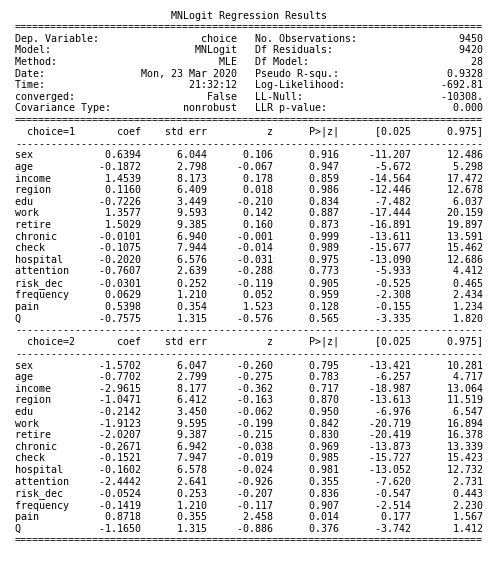 MNLogit Regression Results
==============================================================================
Dep. Variable:                 choice   No. Observations:                 9450
Model:                        MNLogit   Df Residuals:                     9420
Method:                           MLE   Df Model:                           28
Date:                Mon, 23 Mar 2020   Pseudo R-squ.:                  0.9328
Time:                        21:32:12   Log-Likelihood:                -692.81
converged:                      False   LL-Null:                       -10308.
Covariance Type:            nonrobust   LLR p-value:                     0.000
==============================================================================
  choice=1       coef    std err          z      P>|z|      [0.025      0.975]
------------------------------------------------------------------------------
sex            0.6394      6.044      0.106      0.916     -11.207      12.486
age           -0.1872      2.798     -0.067      0.947      -5.672       5.298
income         1.4539      8.173      0.178      0.859     -14.564      17.472
region         0.1160      6.409      0.018      0.986     -12.446      12.678
edu           -0.7226      3.449     -0.210      0.834      -7.482       6.037
work           1.3577      9.593      0.142      0.887     -17.444      20.159
retire         1.5029      9.385      0.160      0.873     -16.891      19.897
chronic       -0.0101      6.940     -0.001      0.999     -13.611      13.591
check         -0.1075      7.944     -0.014      0.989     -15.677      15.462
hospital      -0.2020      6.576     -0.031      0.975     -13.090      12.686
attention     -0.7607      2.639     -0.288      0.773      -5.933       4.412
risk_dec      -0.0301      0.252     -0.119      0.905      -0.525       0.465
frequency      0.0629      1.210      0.052      0.959      -2.308       2.434
pain           0.5398      0.354      1.523      0.128      -0.155       1.234
Q             -0.7575      1.315     -0.576      0.565      -3.335       1.820
------------------------------------------------------------------------------
  choice=2       coef    std err          z      P>|z|      [0.025      0.975]
------------------------------------------------------------------------------
sex           -1.5702      6.047     -0.260      0.795     -13.421      10.281
age           -0.7702      2.799     -0.275      0.783      -6.257       4.717
income        -2.9615      8.177     -0.362      0.717     -18.987      13.064
region        -1.0471      6.412     -0.163      0.870     -13.613      11.519
edu           -0.2142      3.450     -0.062      0.950      -6.976       6.547
work          -1.9123      9.595     -0.199      0.842     -20.719      16.894
retire        -2.0207      9.387     -0.215      0.830     -20.419      16.378
chronic       -0.2671      6.942     -0.038      0.969     -13.873      13.339
check         -0.1521      7.947     -0.019      0.985     -15.727      15.423
hospital      -0.1602      6.578     -0.024      0.981     -13.052      12.732
attention     -2.4442      2.641     -0.926      0.355      -7.620       2.731
risk_dec      -0.0524      0.253     -0.207      0.836      -0.547       0.443
frequency     -0.1419      1.210     -0.117      0.907      -2.514       2.230
pain           0.8718      0.355      2.458      0.014       0.177       1.567
Q             -1.1650      1.315     -0.886      0.376      -3.742       1.412
==============================================================================